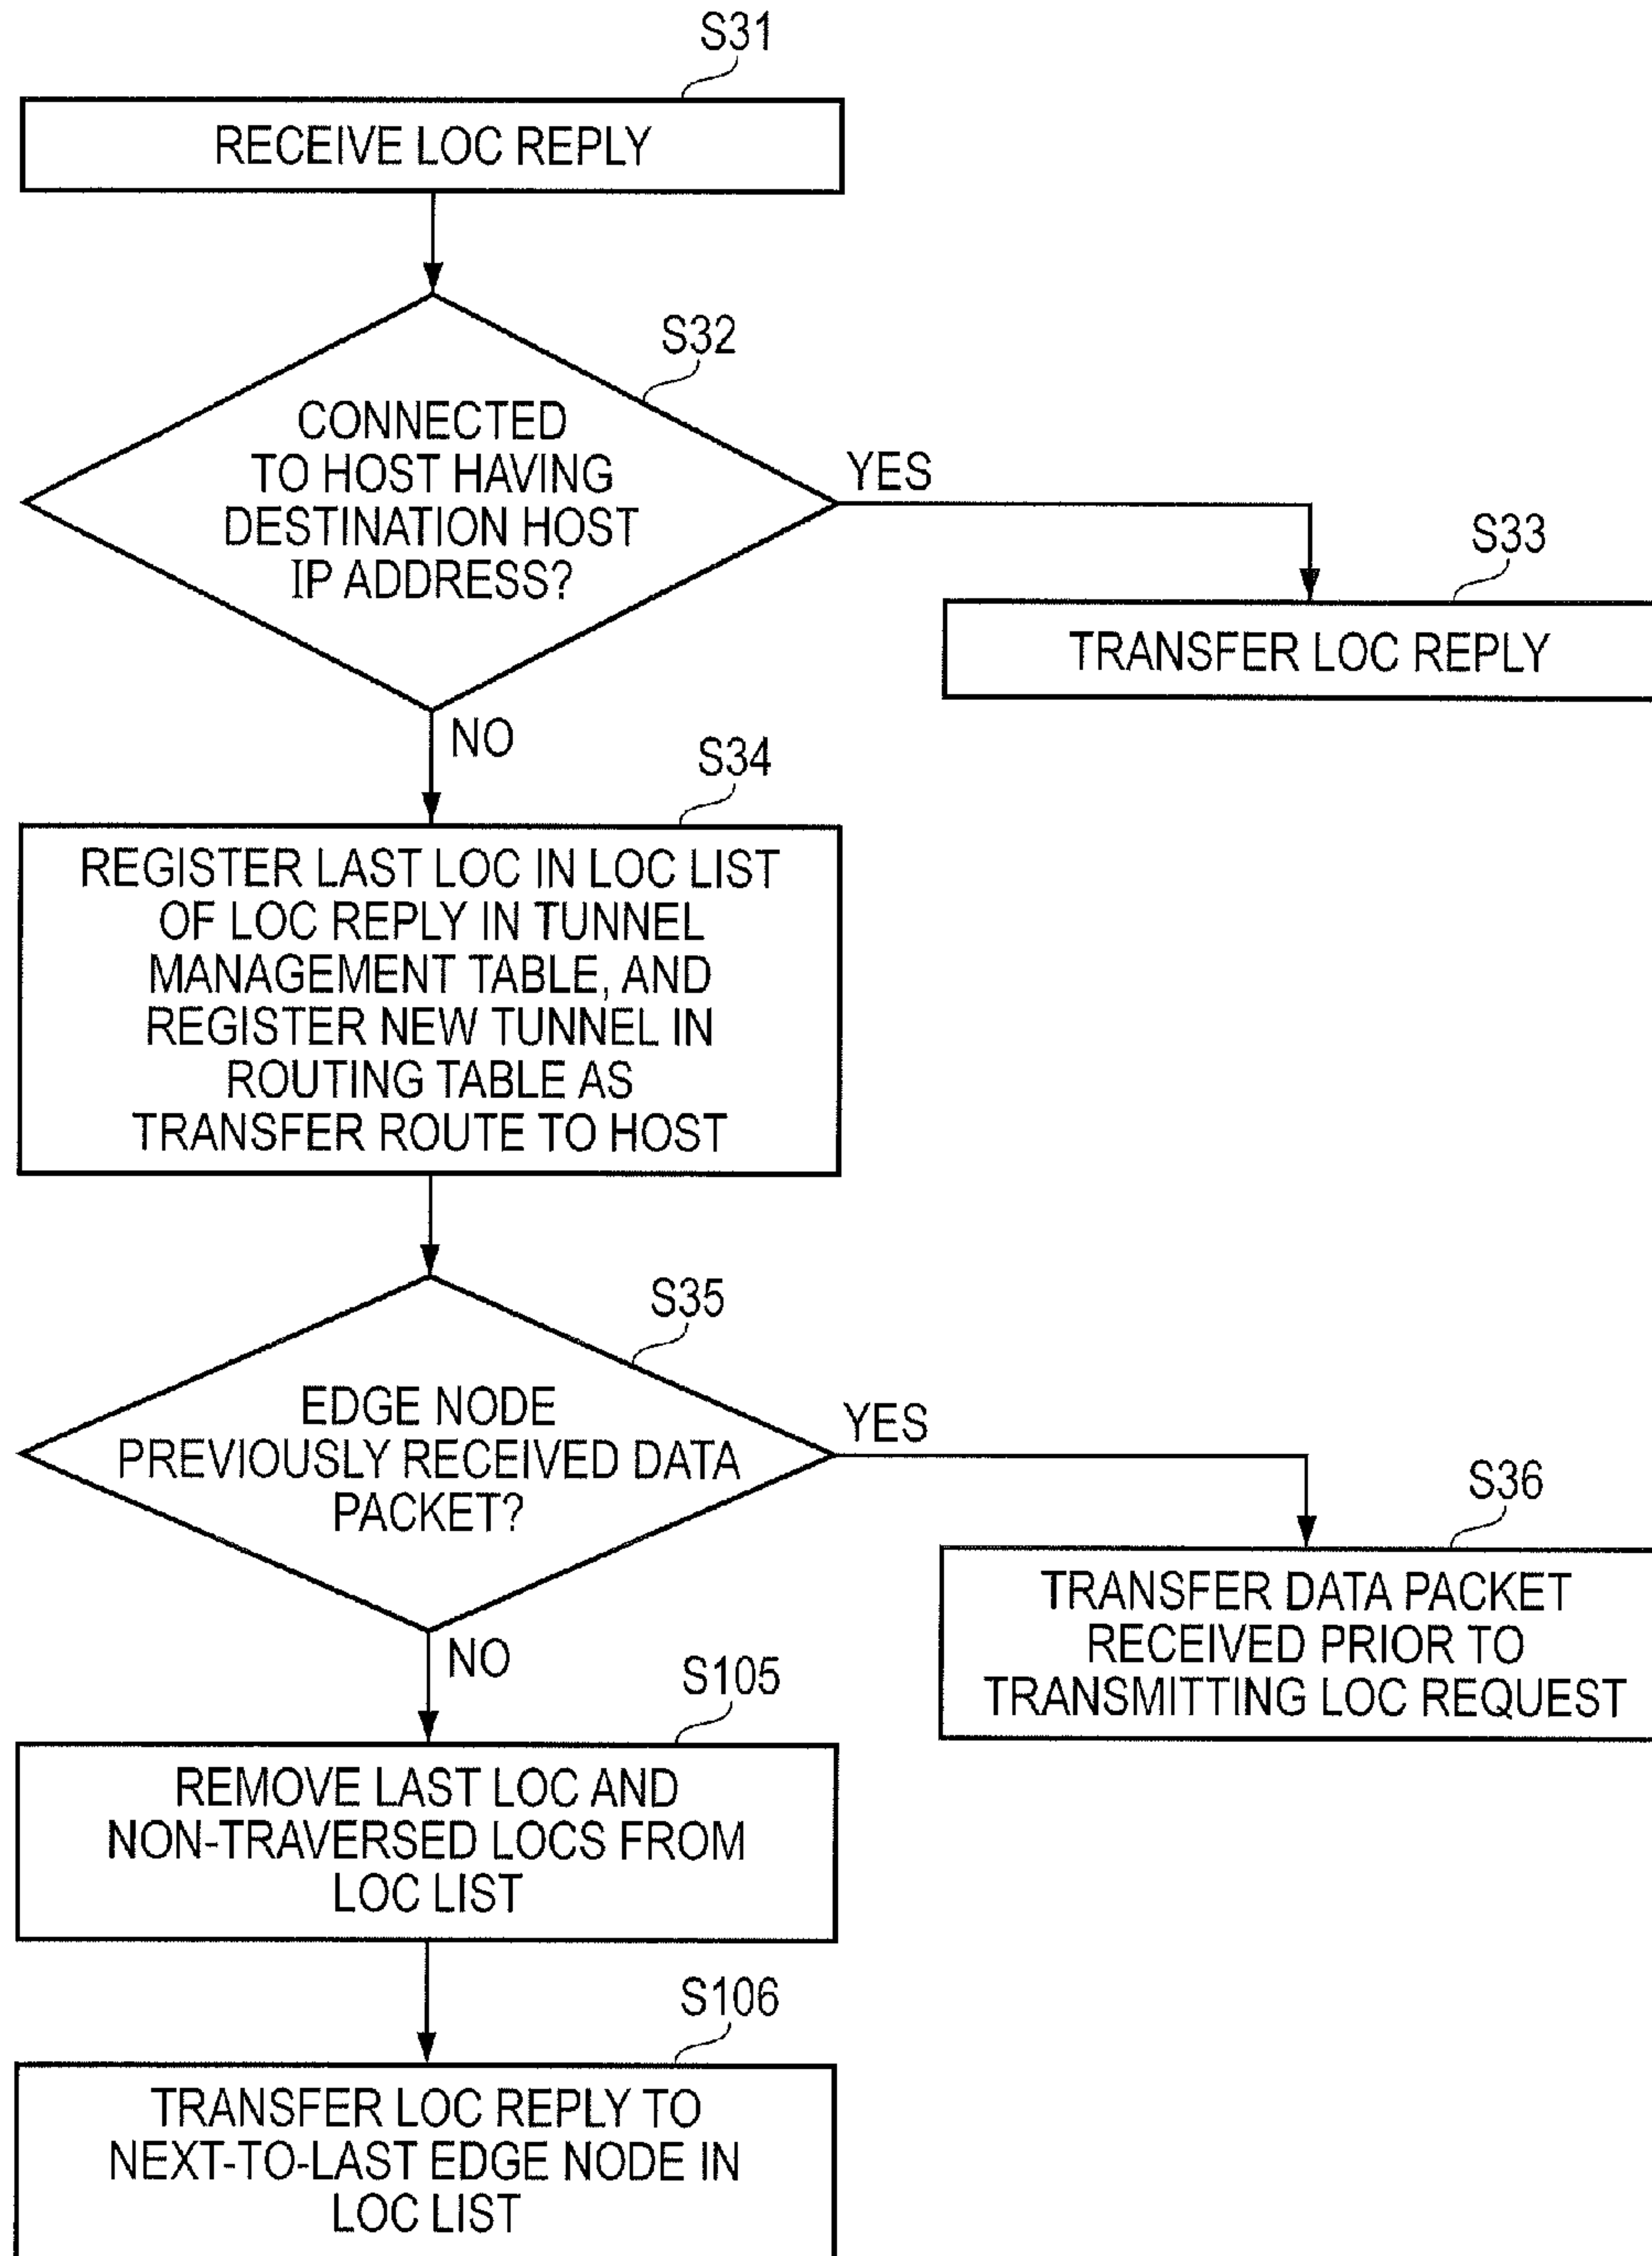 S31
RECEIVE LOC REPLY
S32
CONNECTED
TO HOST HAVING
DESTINATION HOST
IP ADDRESS?
YES
S33
TRANSFER LOC REPLY
NO
S34
REGISTER LAST LOC IN LOC LIST
OF LOC REPLY IN TUNNEL
MANAGEMENT TABLE, AND
REGISTER NEW TUNNEL IN
ROUTING TABLE AS
TRANSFER ROUTE TO HOST
S35
EDGE NODE
PREVIOUSLY RECEIVED DATA
PACKET?
YES
S36
TRANSFER DATA PACKET
RECEIVED PRIOR TO
TRANSMITTING LOC REQUEST
NO
S105
REMOVE LAST LOC AND
NON-TRAVERSED LOCS FROM
LOC LIST
S106
TRANSFER LOC REPLY TO
NEXT-TO-LAST EDGE NODE IN
LOC LIST